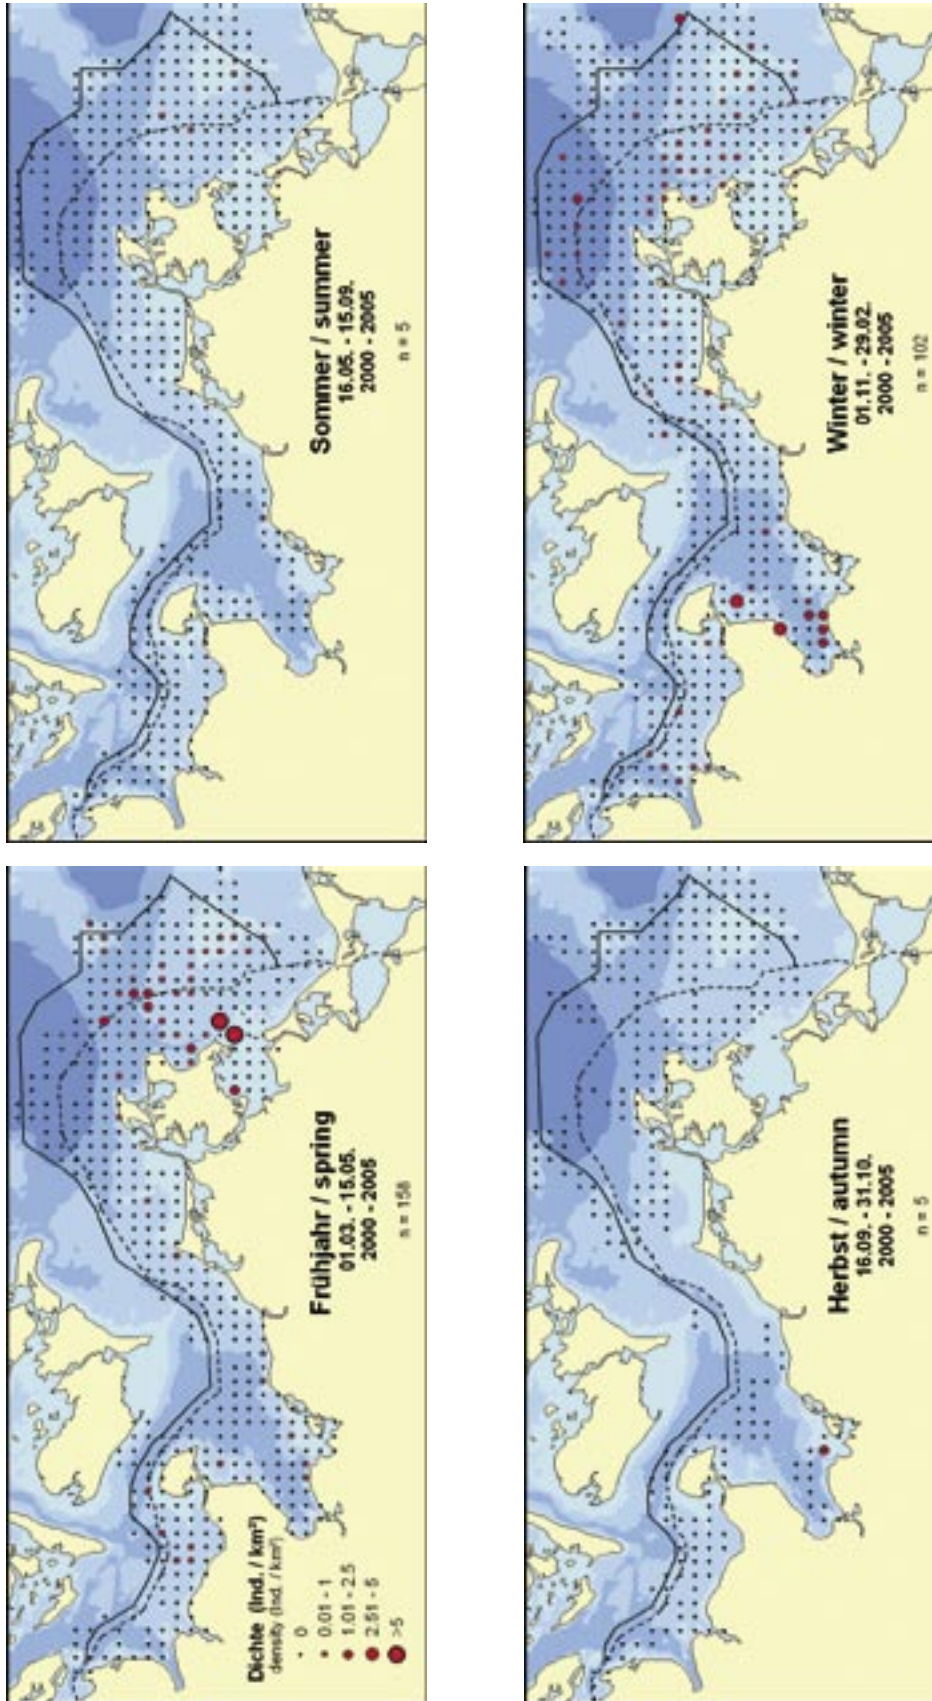 Frühjahr / spring
01.03. - 15.05.
2000 - 2005
n = 158
Dichte (Ind. / km²)
density (Ind. / km²)
0
0.01 - 1
1.01 - 2.5
2.51 - 5
>5
Sommer / summer
16.05. - 15.09.
2000 - 2005
n = 5
Herbst / autumn
16.09. - 31.10.
2000 - 2005
n = 5
Winter / winter
01.11. - 29.02.
2000 - 2005
n = 102